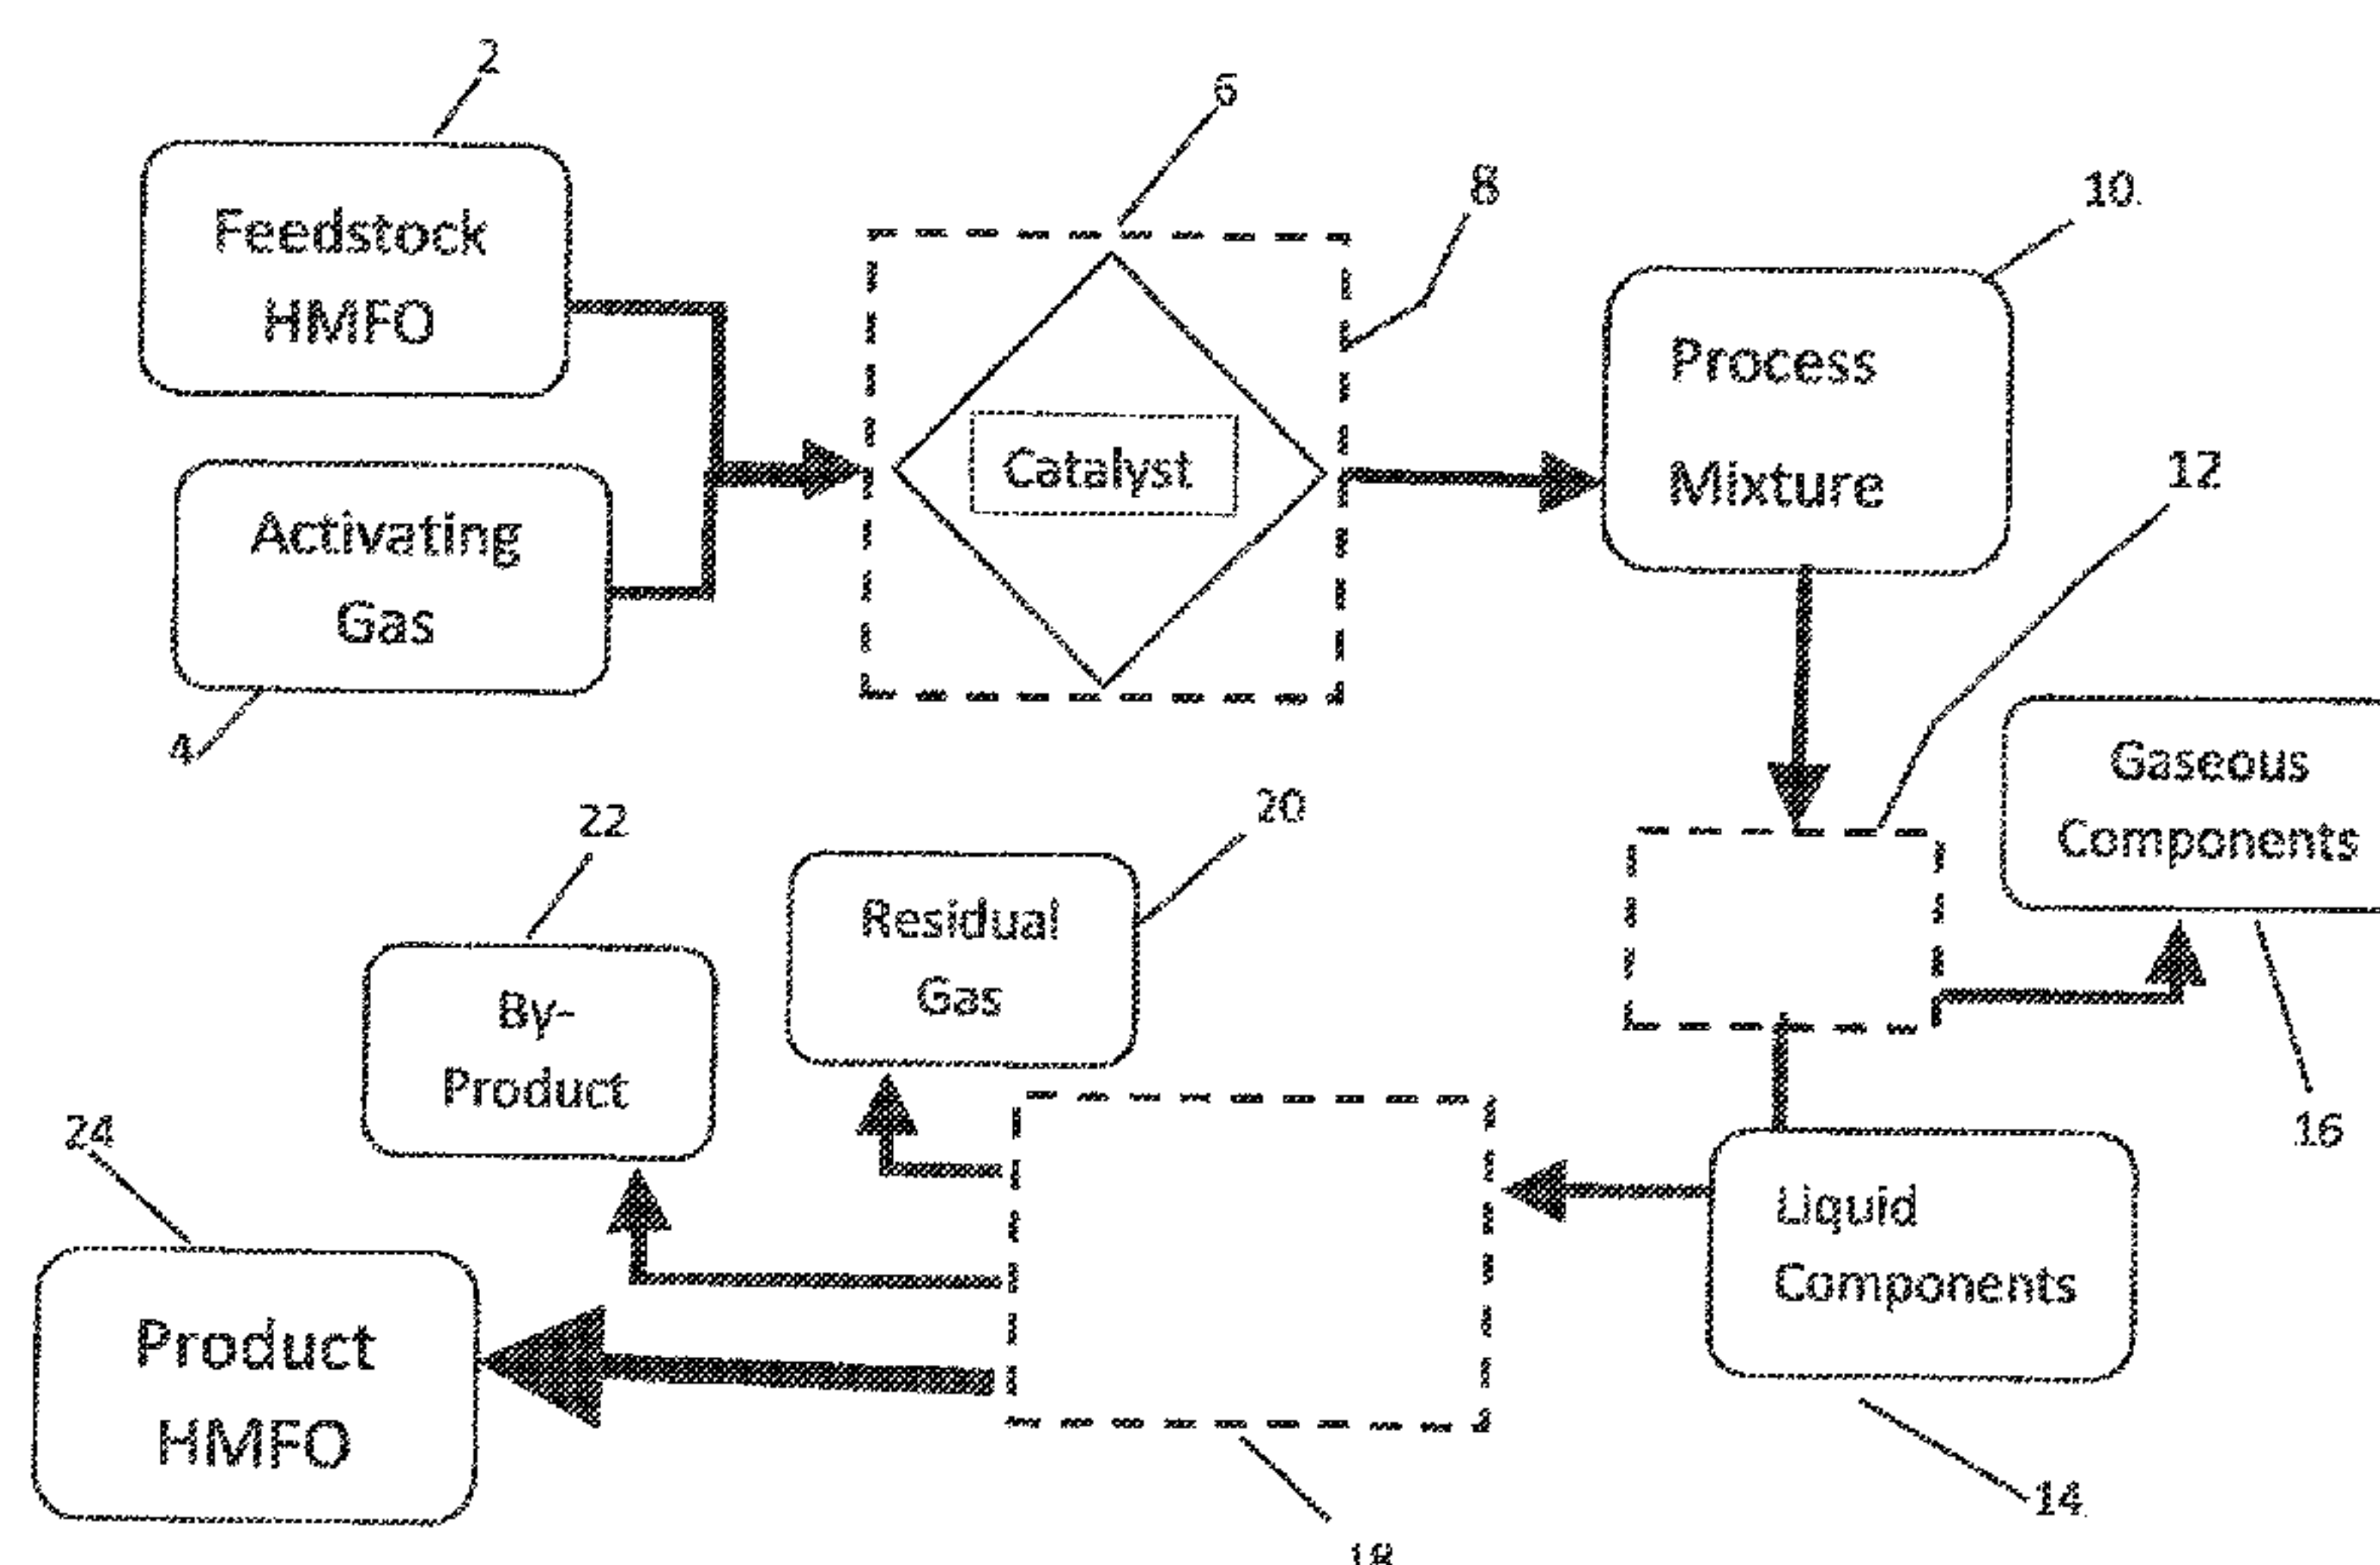 2
6
8
10
Feedstock
HMFO
Process
Mixture
Catalyst
12
Activating
Gas
4
Gaseous
Components
22
20
Residual
Gas
By-
Product
24
16
Liquid
Components
Product
HMFO
14
18